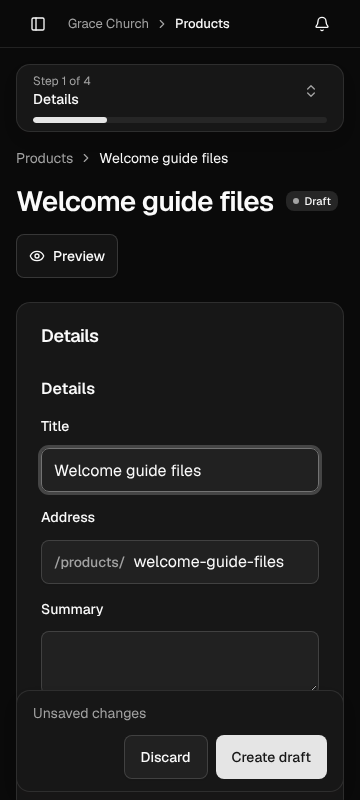 Grace Church > Products
Step 1 of 4
Details
Products > Welcome guide files
Welcome guide files
Draft
Preview
Details
Details
Title
Welcome guide files
Address
/products/ welcome-guide-files
Summary
Unsaved changes
Discard
Create draft